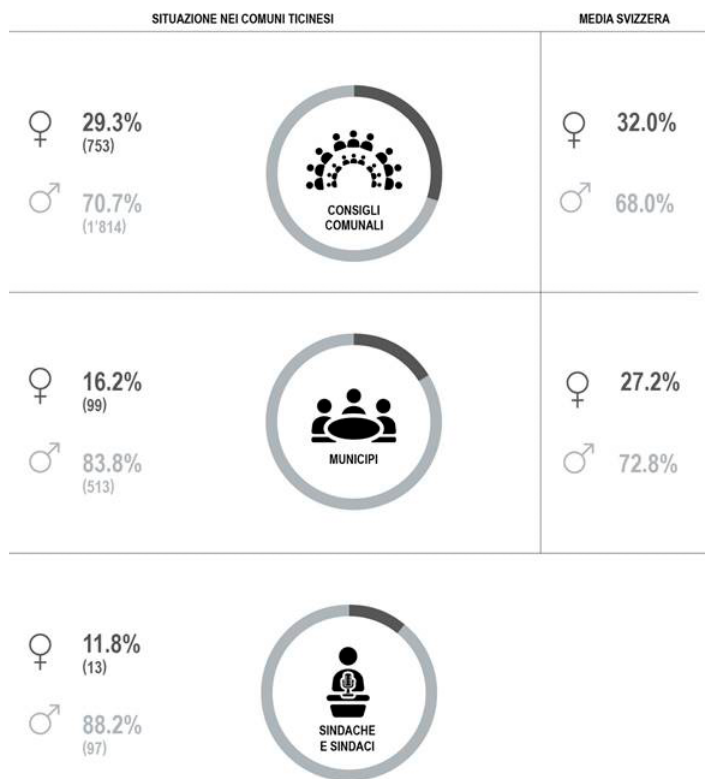 SITUAZIONE NEI COMUNI TICINESI
MEDIA SVIZZERA
29.3%
(753)
70.7%
(1'814)
CONSIGLI
COMUNALI
32.0%
68.0%
16.2%
(99)
83.8%
(513)
MUNICIPI
27.2%
72.8%
11.8%
(13)
88.2%
(97)
SINDACHE
E SINDACI